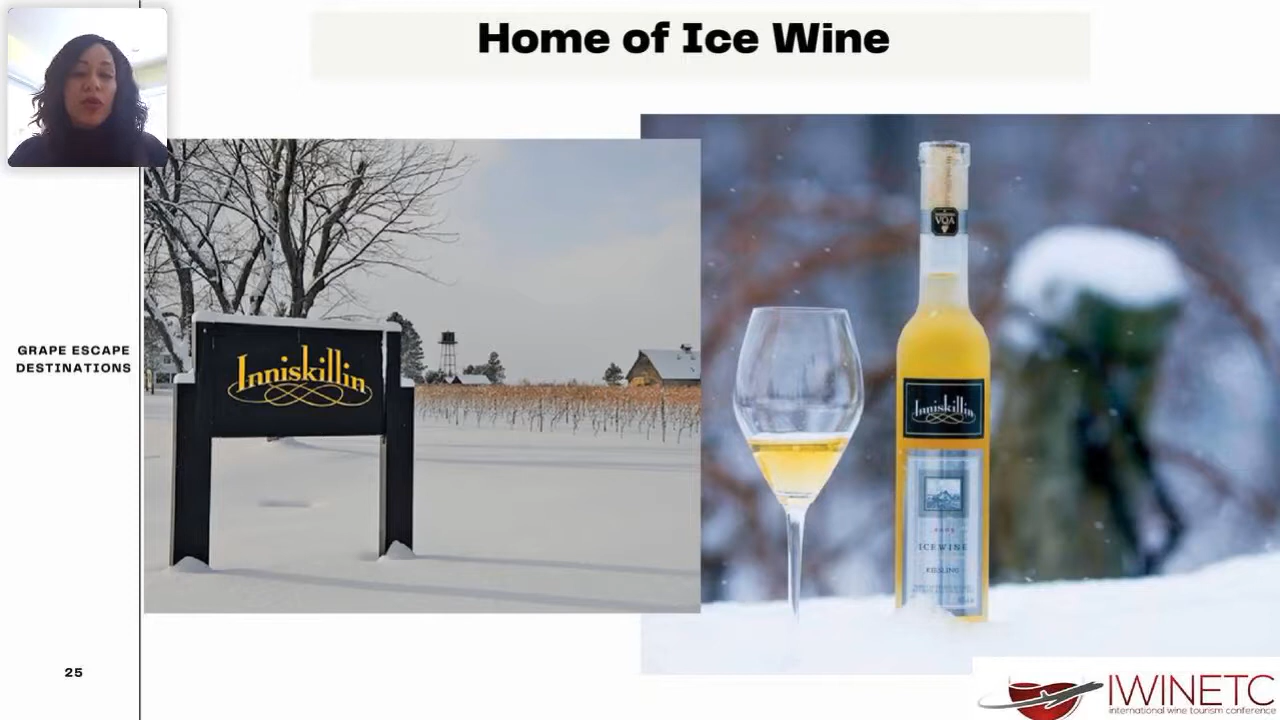 Home of Ice Wine
GRAPE ESCAPE
DESTINATIONS
Inniskillin
VQA
Inniskillin
ICEWINE
RIESLING
25
IWINETC
international wine tourism conference